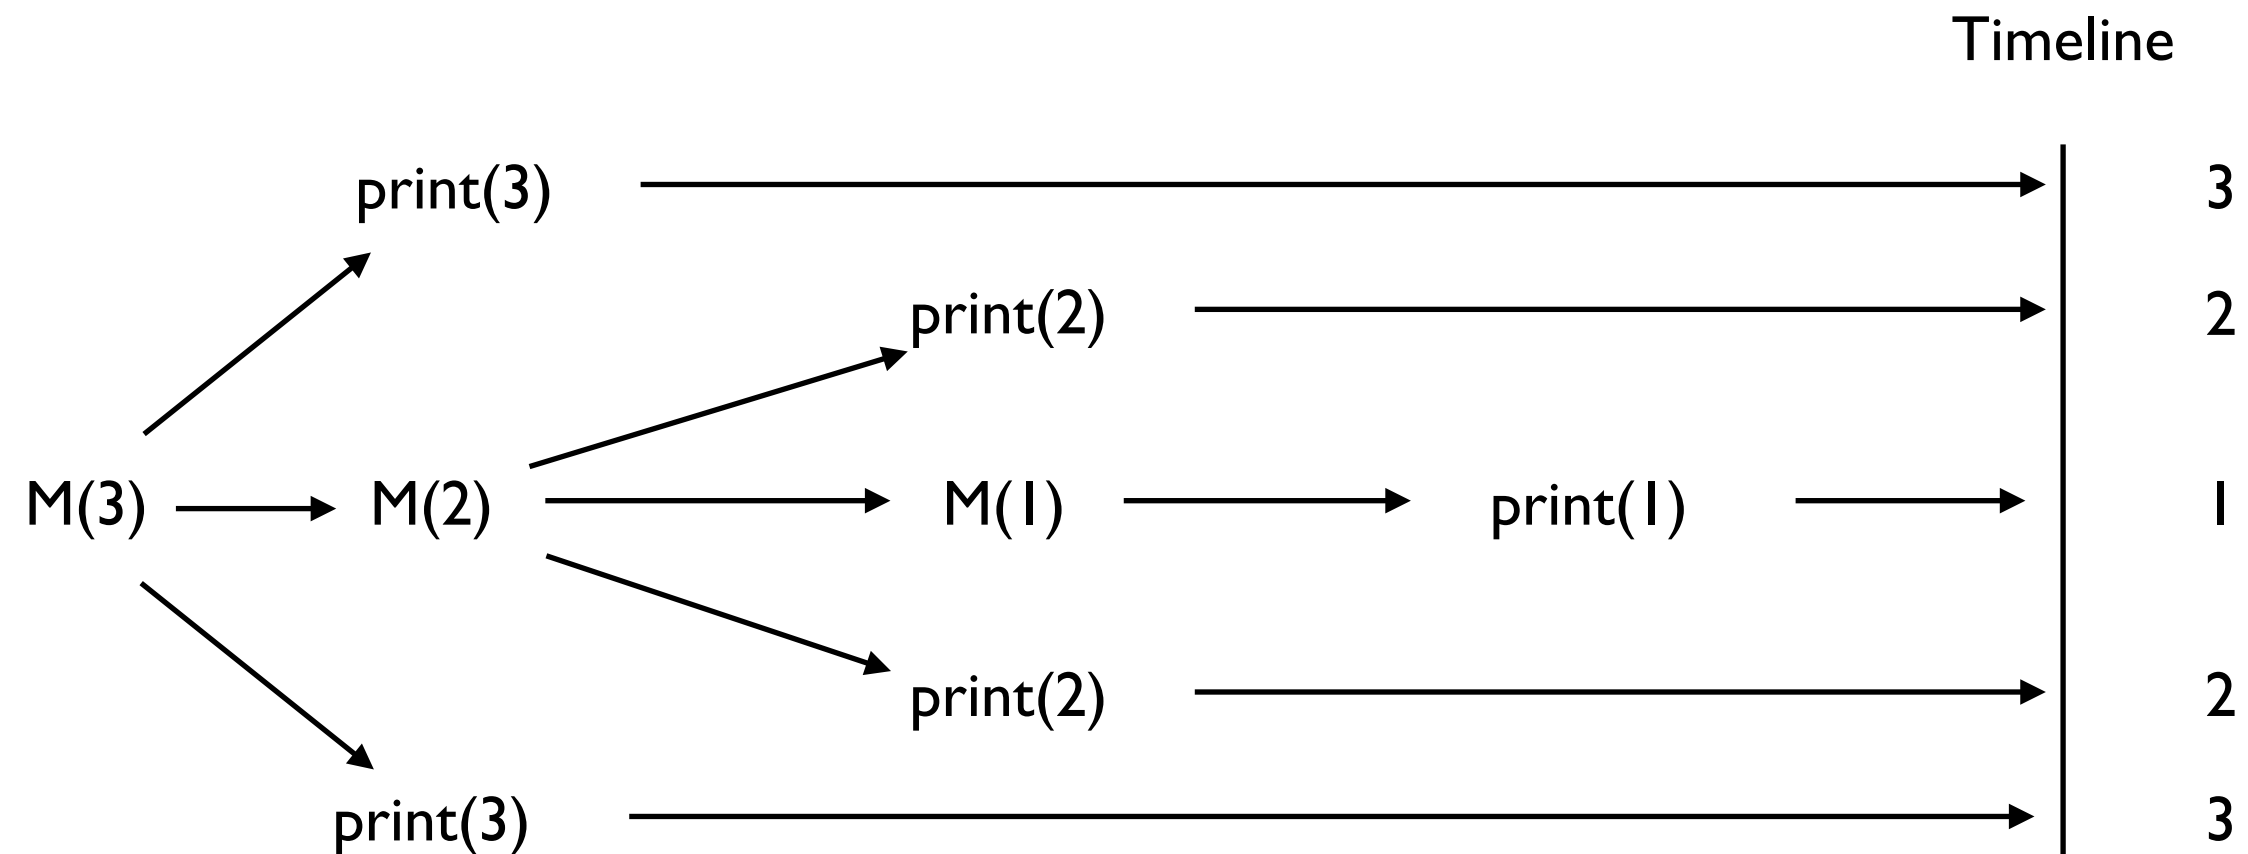 Timeline
print(3) 3
print(2) 2
M(3) M(2) M(1) print(1) 1
print(2) 2
print(3) 3